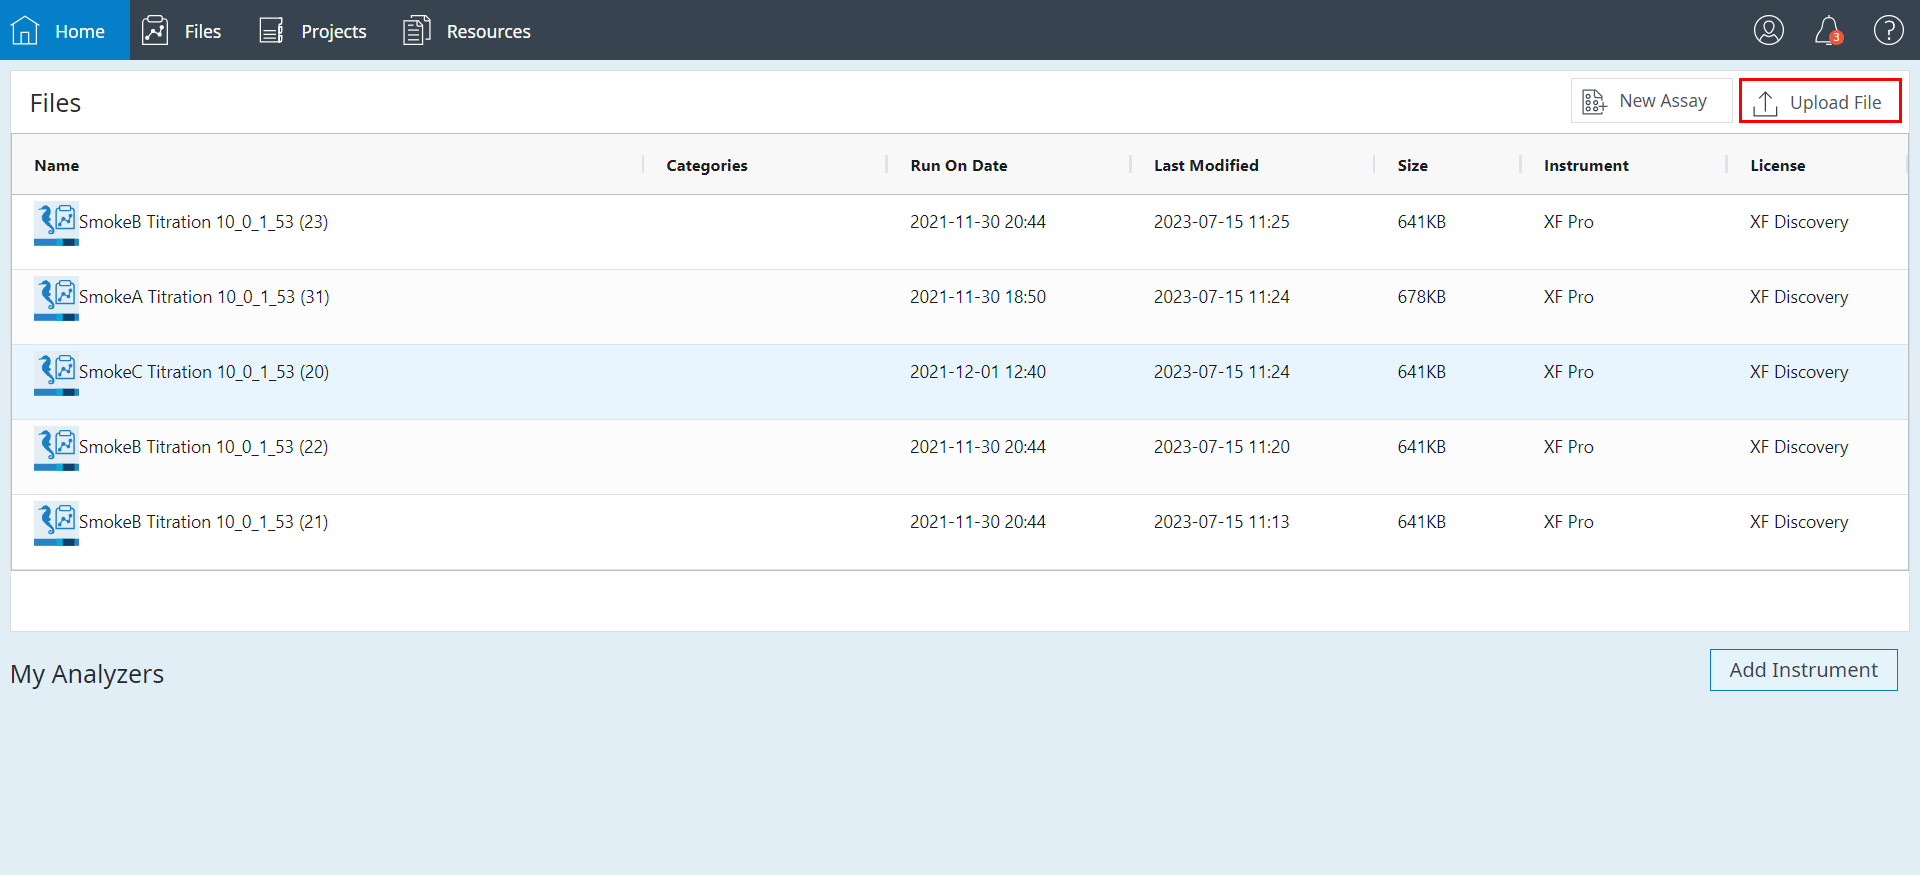 Home Files Projects Resources 3 ?
Files New Assay Upload File
Name Categories Run On Date Last Modified Size Instrument License
SmokeB Titration 10_0_1_53 (23) 2021-11-30 20:44 2023-07-15 11:25 641KB XF Pro XF Discovery
SmokeA Titration 10_0_1_53 (31) 2021-11-30 18:50 2023-07-15 11:24 678KB XF Pro XF Discovery
SmokeC Titration 10_0_1_53 (20) 2021-12-01 12:40 2023-07-15 11:24 641KB XF Pro XF Discovery
SmokeB Titration 10_0_1_53 (22) 2021-11-30 20:44 2023-07-15 11:20 641KB XF Pro XF Discovery
SmokeB Titration 10_0_1_53 (21) 2021-11-30 20:44 2023-07-15 11:13 641KB XF Pro XF Discovery
My Analyzers Add Instrument